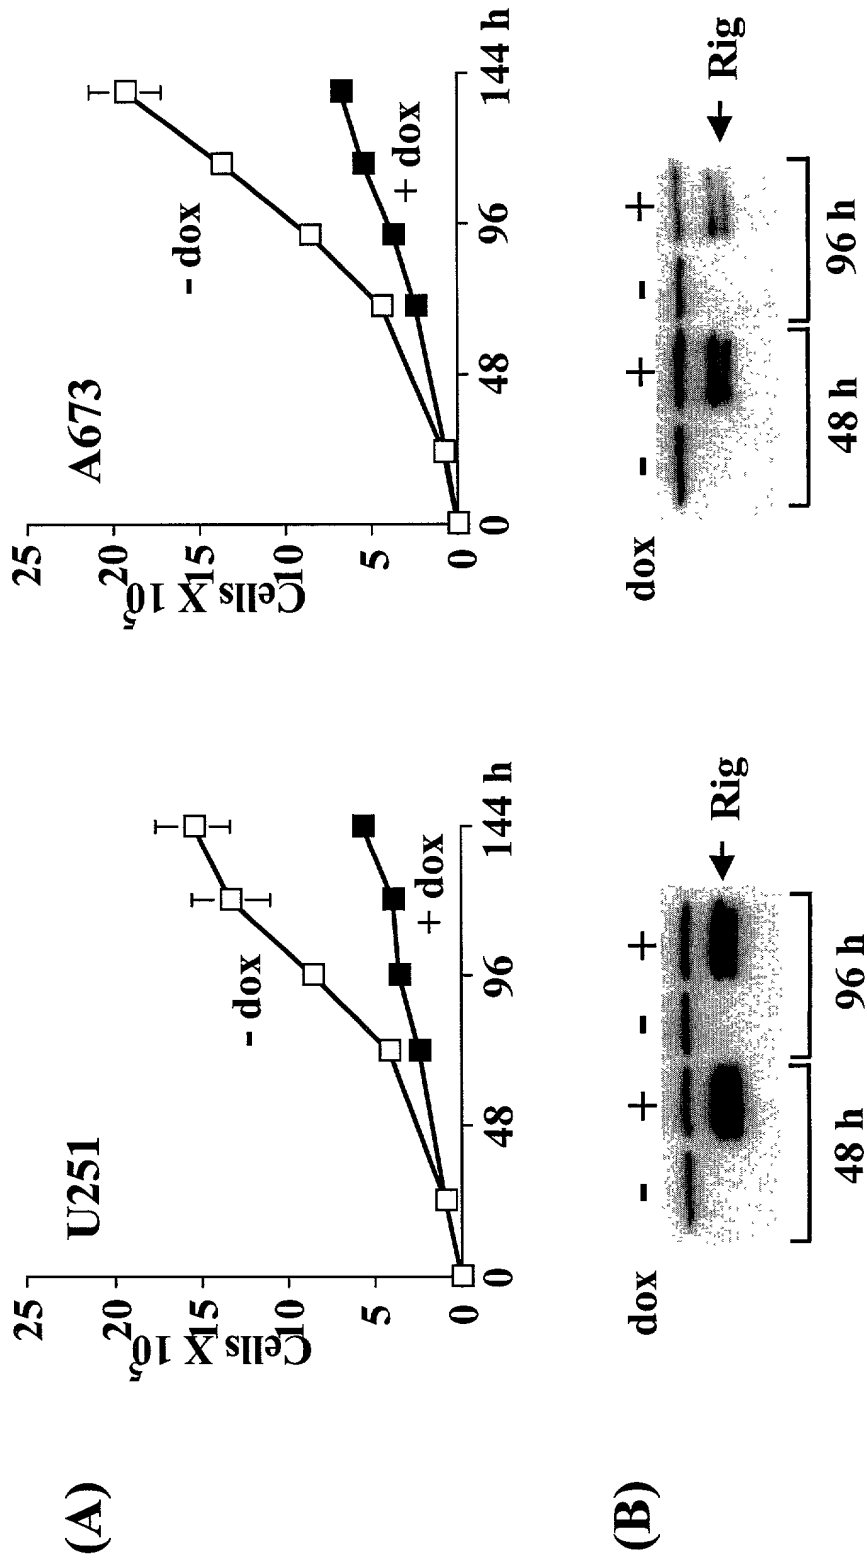 (A)
U251
25
20
15
10
5
0
Cells X 10⁵
- dox
+ dox
0
48
96
144 h
A673
25
20
15
10
5
0
Cells X 10⁵
- dox
+ dox
0
48
96
144 h
(B)
dox
-
+
-
+
Rig
48 h
96 h
dox
-
+
-
+
Rig
48 h
96 h